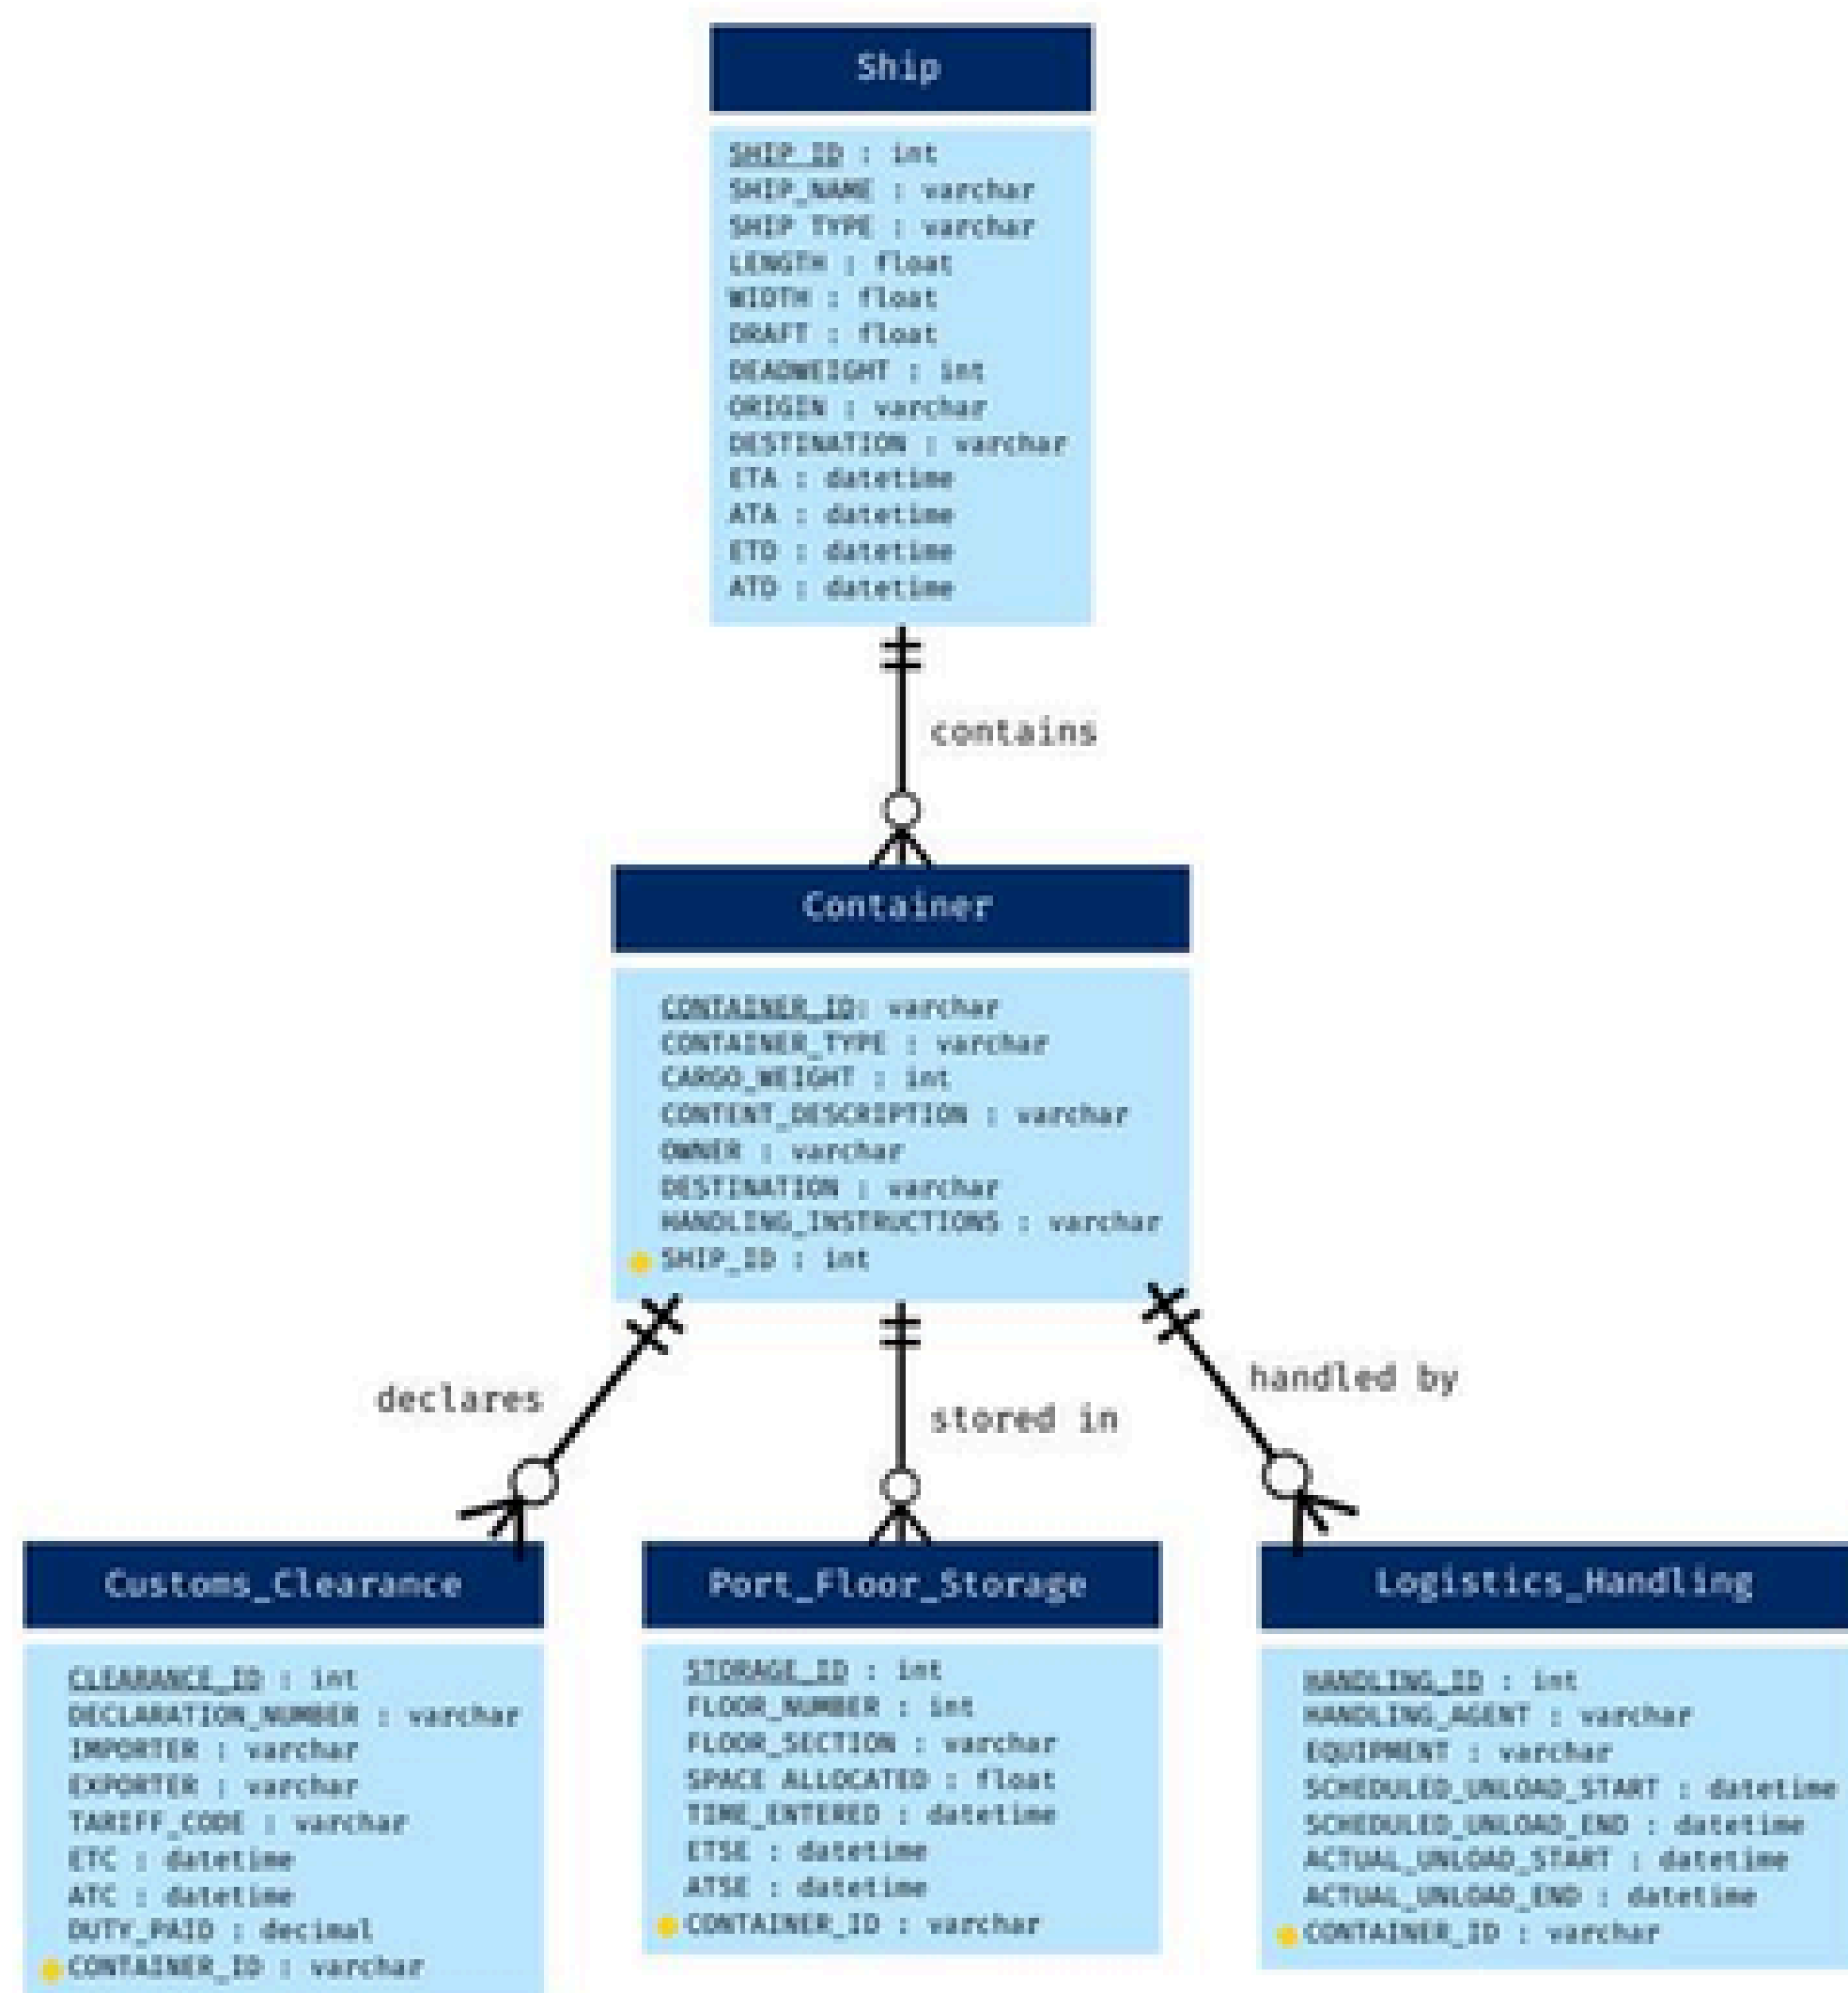 Ship
SHIP_ID : int
SHIP_NAME : varchar
SHIP TYPE : varchar
LENGTH : float
WIDTH : float
DRAFT : float
DEADWEIGHT : int
ORIGIN : varchar
DESTINATION : varchar
ETA : datetime
ATA : datetime
ETD : datetime
ATD : datetime
contains
Container
CONTAINER_ID: varchar
CONTAINER_TYPE : varchar
CARGO_WEIGHT : int
CONTENT_DESCRIPTION : varchar
OWNER : varchar
DESTINATION : varchar
HANDLING_INSTRUCTIONS : varchar
SHIP_ID : int
declares
stored in
handled by
Customs_Clearance
CLEARANCE_ID : int
DECLARATION_NUMBER : varchar
IMPORTER : varchar
EXPORTER : varchar
TARIFF_CODE : varchar
ETC : datetime
ATC : datetime
DUTY_PAID : decimal
CONTAINER_ID : varchar
Port_Floor_Storage
STORAGE_ID : int
FLOOR_NUMBER : int
FLOOR_SECTION : varchar
SPACE ALLOCATED : float
TIME_ENTERED : datetime
ETSE : datetime
ATSE : datetime
CONTAINER_ID : varchar
Logistics_Handling
HANDLING_ID : int
HANDLING_AGENT : varchar
EQUIPMENT : varchar
SCHEDULED_UNLOAD_START : datetime
SCHEDULED_UNLOAD_END : datetime
ACTUAL_UNLOAD_START : datetime
ACTUAL_UNLOAD_END : datetime
CONTAINER_ID : varchar